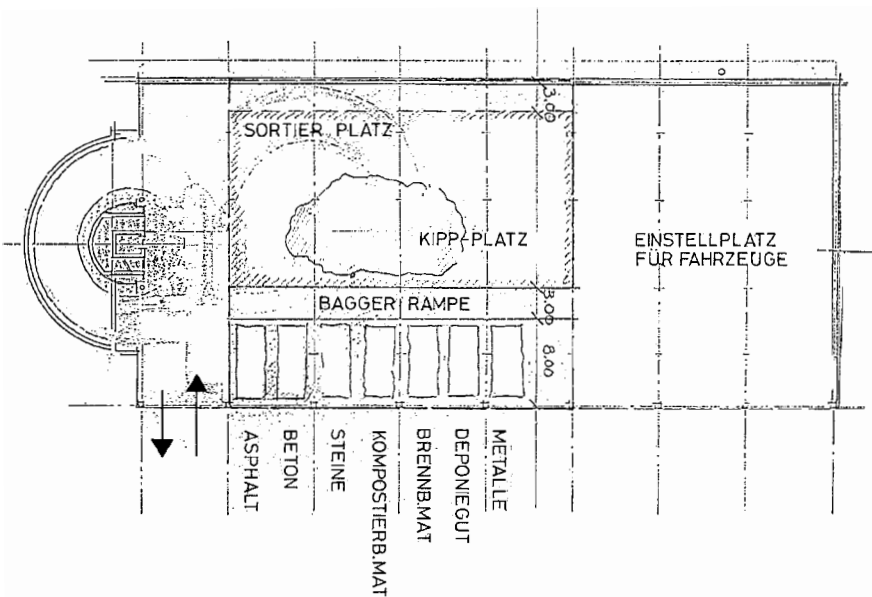 3.00
SORTIER PLATZ
KIPP-PLATZ
EINSTELLPLATZ
FÜR FAHRZEUGE
BAGGER RAMPE
3.00
8.00
ASPHALT
BETON
STEINE
KOMPOSTIERB.MAT
BRENNB.MAT
DEPONIEGUT
METALLE